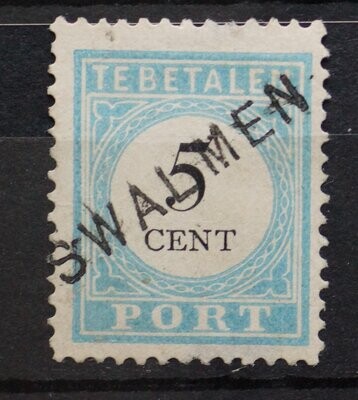 TE BETALEN
SWALMEN
5
CENT
PORT